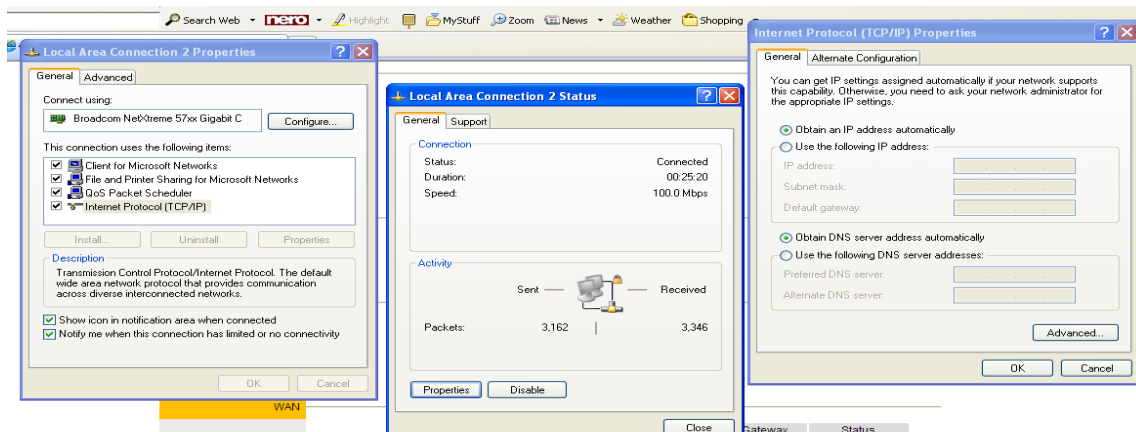 Search Web nero Highlight MyStuff Zoom News Weather Shopping
Local Area Connection 2 Properties
General Advanced
Connect using:
Broadcom NetXtreme 57xx Gigabit C Configure...
This connection uses the following items:
Client for Microsoft Networks
File and Printer Sharing for Microsoft Networks
QoS Packet Scheduler
Internet Protocol (TCP/IP)
Install... Uninstall Properties
Description
Transmission Control Protocol/Internet Protocol. The default
wide area network protocol that provides communication
across diverse interconnected networks.
Show icon in notification area when connected
Notify me when this connection has limited or no connectivity
OK Cancel
WAN
Local Area Connection 2 Status
General Support
Connection
Status: Connected
Duration: 00:25:20
Speed: 100.0 Mbps
Activity
Sent Received
Packets: 3,162 3,346
Properties Disable
Close
Internet Protocol (TCP/IP) Properties
General Alternate Configuration
You can get IP settings assigned automatically if your network supports
this capability. Otherwise, you need to ask your network administrator for
the appropriate IP settings.
Obtain an IP address automatically
Use the following IP address:
IP address:
Subnet mask:
Default gateway:
Obtain DNS server address automatically
Use the following DNS server addresses:
Preferred DNS server:
Alternate DNS server:
Advanced...
OK Cancel
Gateway Status